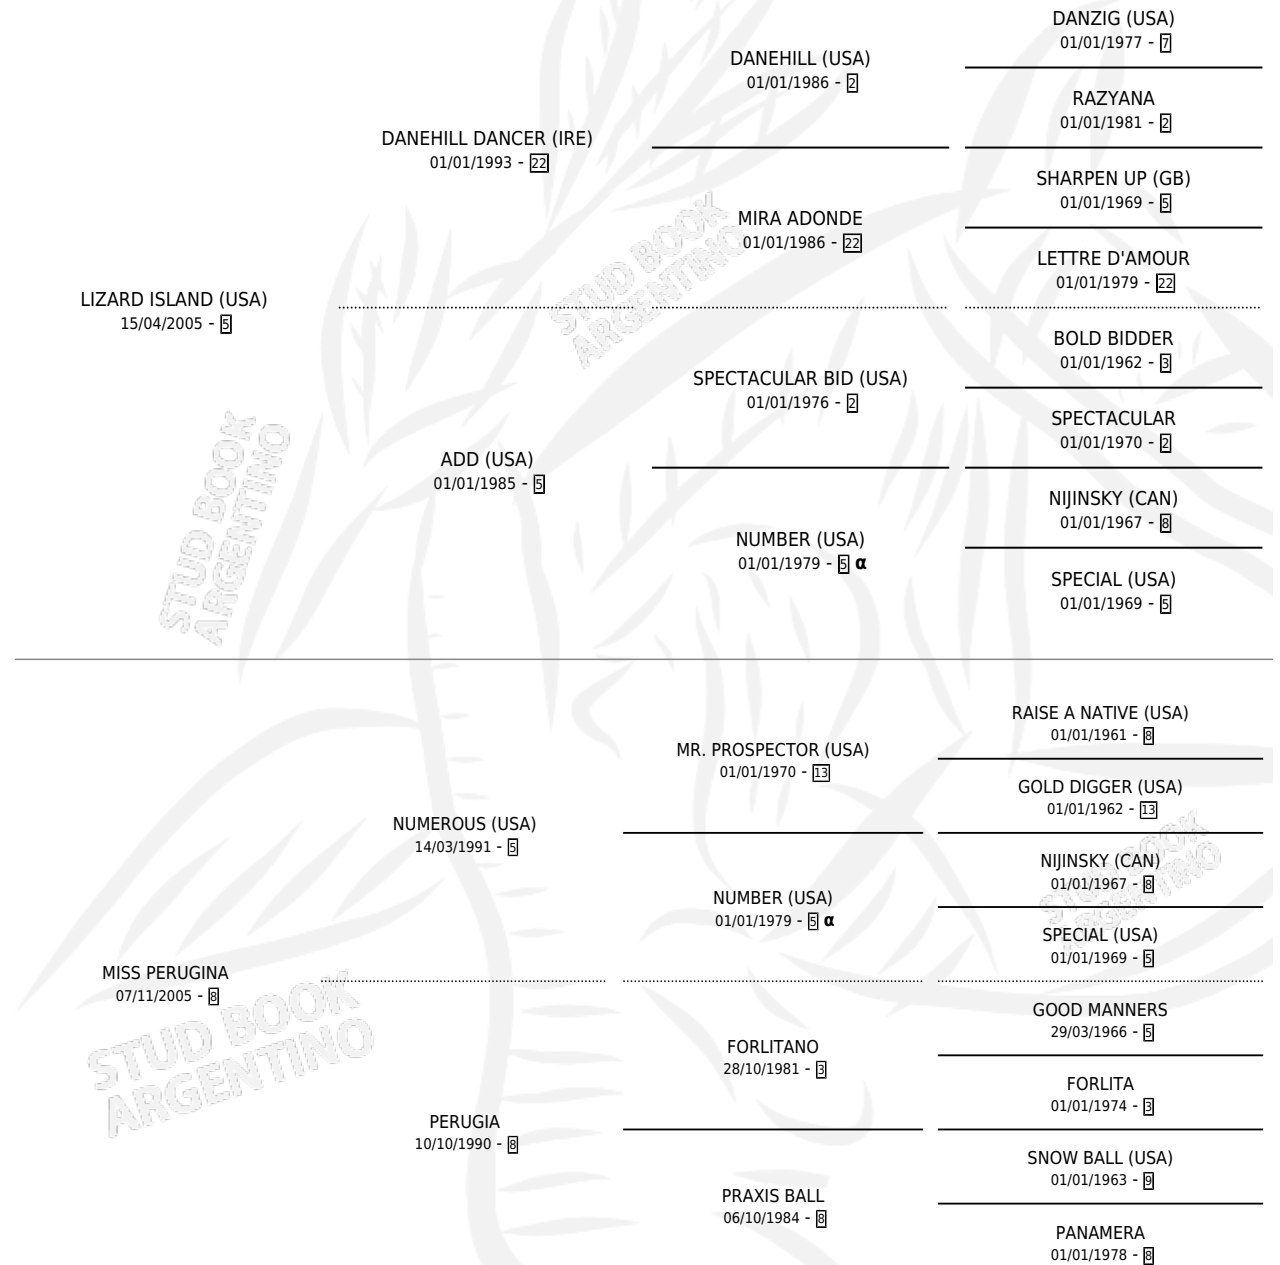 DANZIG (USA)
01/01/1977 - 7
DANEHILL (USA)
01/01/1986 - 2
RAZYANA
01/01/1981 - 2
DANEHILL DANCER (IRE)
01/01/1993 - 22
SHARPEN UP (GB)
01/01/1969 - 5
MIRA ADONDE
01/01/1986 - 22
LETTRE D'AMOUR
01/01/1979 - 22
LIZARD ISLAND (USA)
15/04/2005 - 5
BOLD BIDDER
01/01/1962 - 3
SPECTACULAR BID (USA)
01/01/1976 - 2
SPECTACULAR
01/01/1970 - 2
ADD (USA)
01/01/1985 - 5
NIJINSKY (CAN)
01/01/1967 - 8
NUMBER (USA)
01/01/1979 - 5 α
SPECIAL (USA)
01/01/1969 - 5
RAISE A NATIVE (USA)
01/01/1961 - 8
MR. PROSPECTOR (USA)
01/01/1970 - 13
GOLD DIGGER (USA)
01/01/1962 - 13
NUMEROUS (USA)
14/03/1991 - 5
NIJINSKY (CAN)
01/01/1967 - 8
NUMBER (USA)
01/01/1979 - 5 α
SPECIAL (USA)
01/01/1969 - 5
MISS PERUGINA
07/11/2005 - 8
GOOD MANNERS
29/03/1966 - 5
FORLITANO
28/10/1981 - 3
FORLITA
01/01/1974 - 3
PERUGIA
10/10/1990 - 8
SNOW BALL (USA)
01/01/1963 - 9
PRAXIS BALL
06/10/1984 - 8
PANAMERA
01/01/1978 - 8
STUD BOOK
ARGENTINO
STUD BOOK
ARGENTINO
STUD BOOK
ARGENTINO
STUD BOOK
ARGENTINO